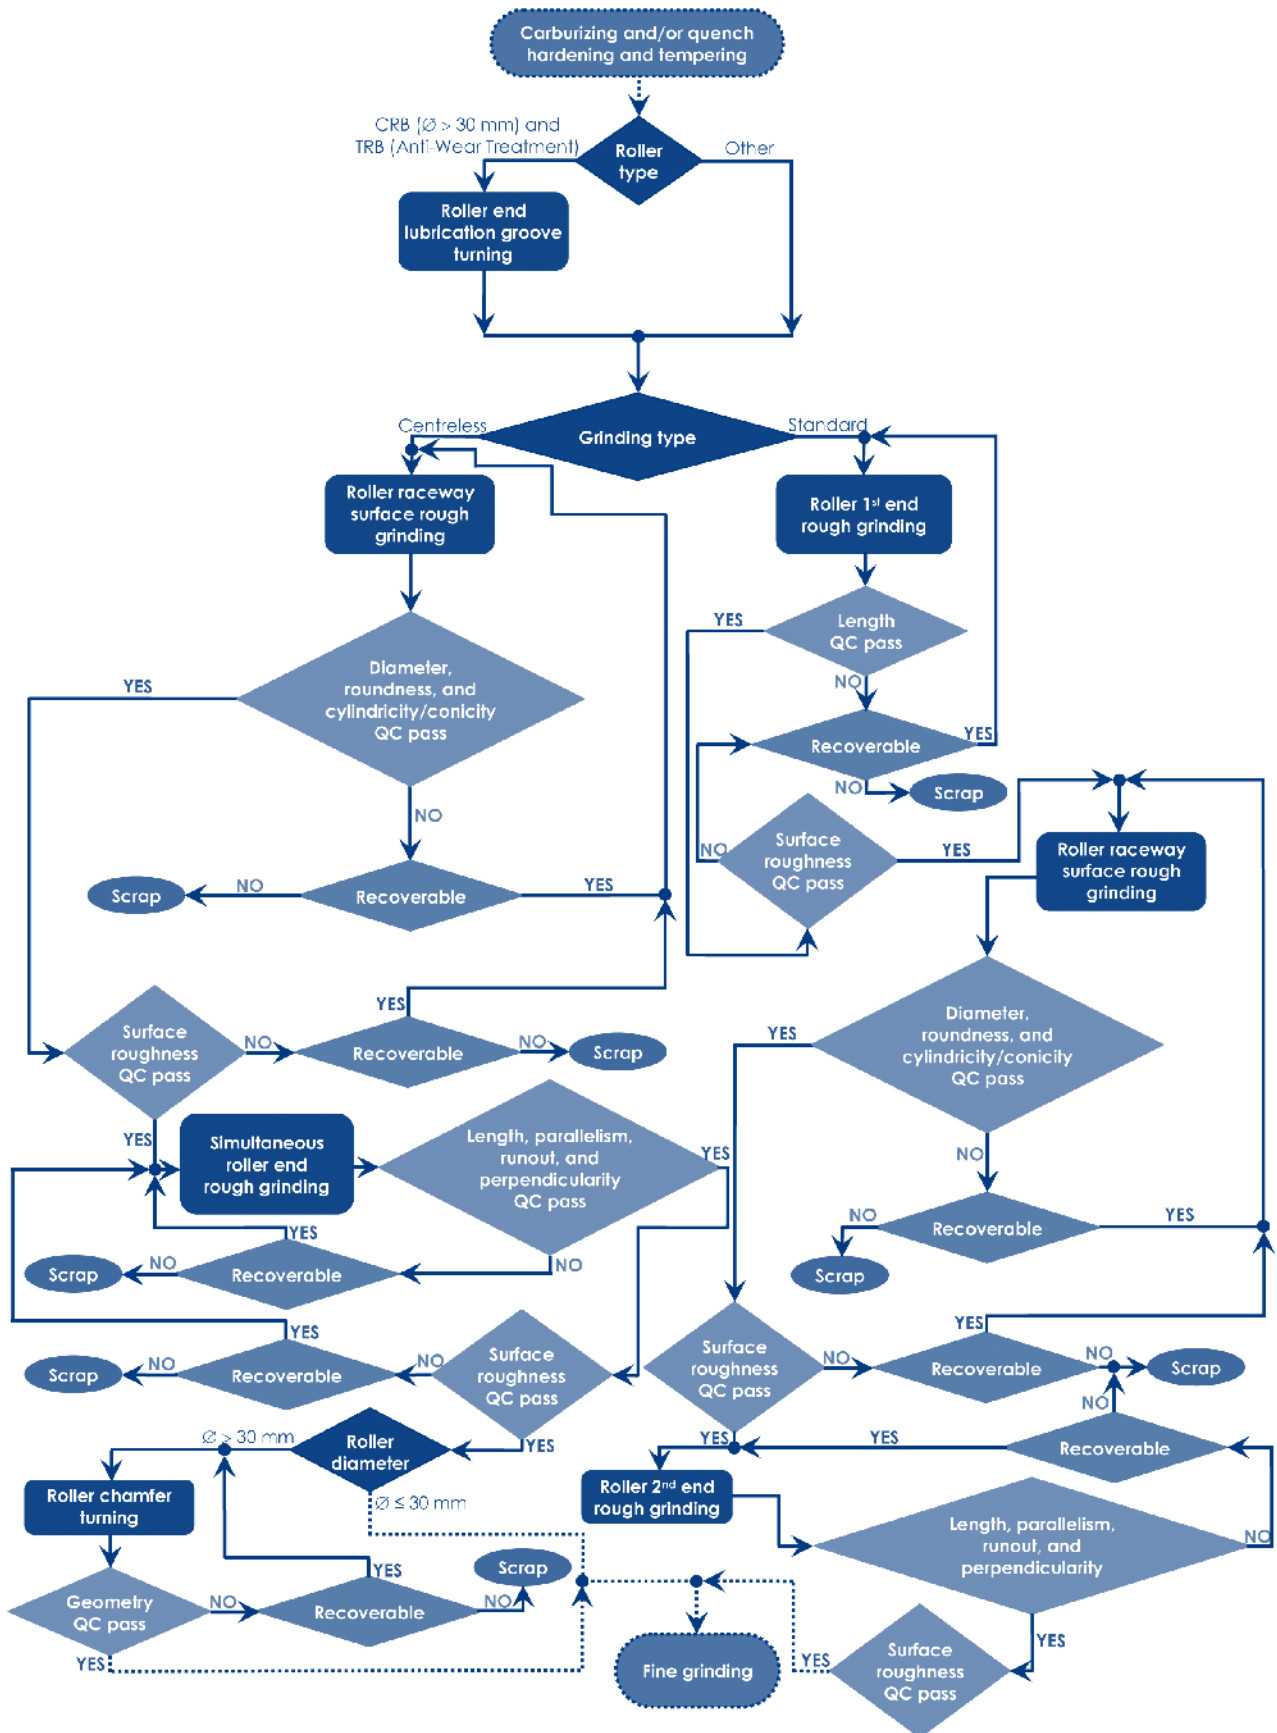 Carburizing and/or quench
hardening and tempering
CRB (Ø > 30 mm) and
TRB (Anti-Wear Treatment)
Roller
type
Other
Roller end
lubrication groove
turning
Centreless
Grinding type
Standard
Roller raceway
surface rough
grinding
Roller 1st end
rough grinding
YES
Length
QC pass
NO
YES
Diameter,
roundness, and
cylindricity/conicity
QC pass
Recoverable
YES
NO
Scrap
NO
Surface
roughness
QC pass
NO
YES
Roller raceway
surface rough
grinding
Scrap
NO
Recoverable
YES
YES
Surface
roughness
QC pass
NO
Recoverable
NO
Scrap
YES
Diameter,
roundness, and
cylindricity/conicity
QC pass
YES
Simultaneous
roller end
rough grinding
Length, parallelism,
runout, and
perpendicularity
QC pass
YES
NO
NO
Recoverable
YES
Scrap
YES
Scrap
NO
Recoverable
NO
YES
Scrap
NO
Recoverable
NO
Surface
roughness
QC pass
YES
Surface
roughness
QC pass
NO
YES
Recoverable
NO
Scrap
NO
Ø > 30 mm
Roller
diameter
YES
YES
YES
Recoverable
Roller chamfer
turning
Ø ≤ 30 mm
Roller 2nd end
rough grinding
Length, parallelism,
runout, and
perpendicularity
NO
YES
YES
Scrap
Geometry
QC pass
NO
Recoverable
NO
YES
YES
Fine grinding
YES
Surface
roughness
QC pass